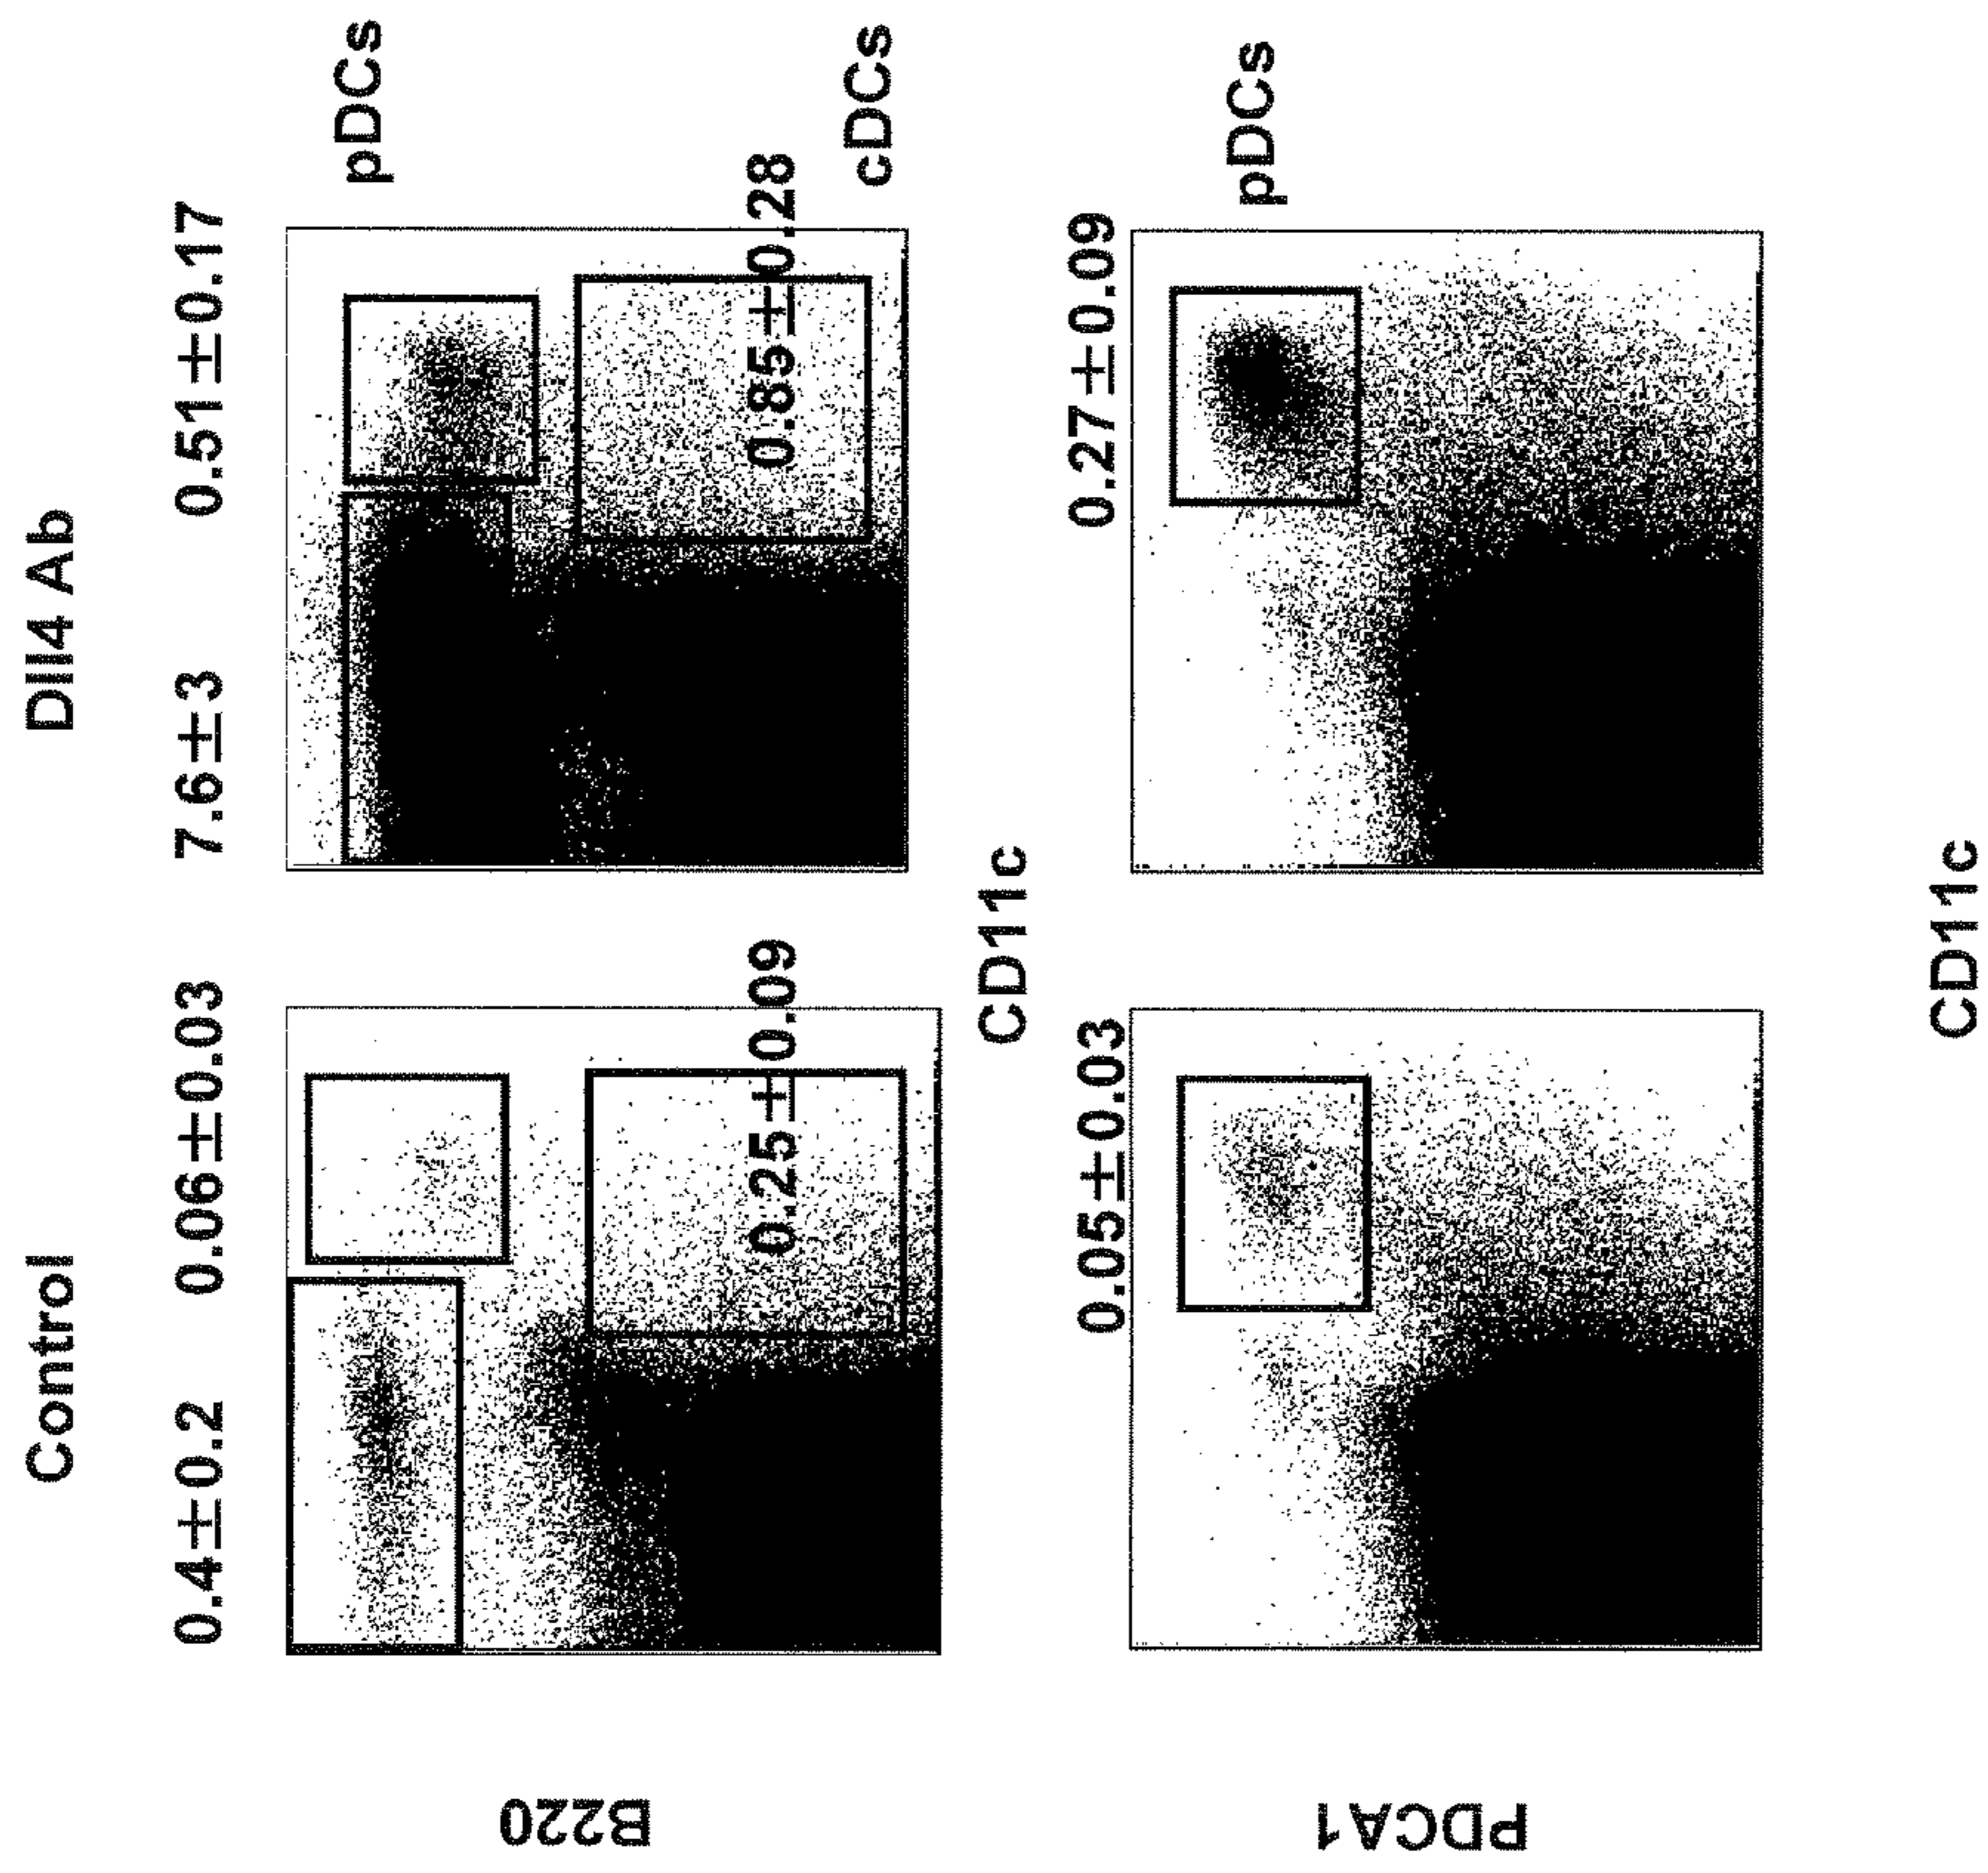 Control
Dll4 Ab
0.4±0.2
0.06±0.03
7.6±3
0.51±0.17
pDCs
B220
0.25±0.09
0.85±0.28
cDCs
CD11c
0.05±0.03
0.27±0.09
pDCs
PDCA1
CD11c